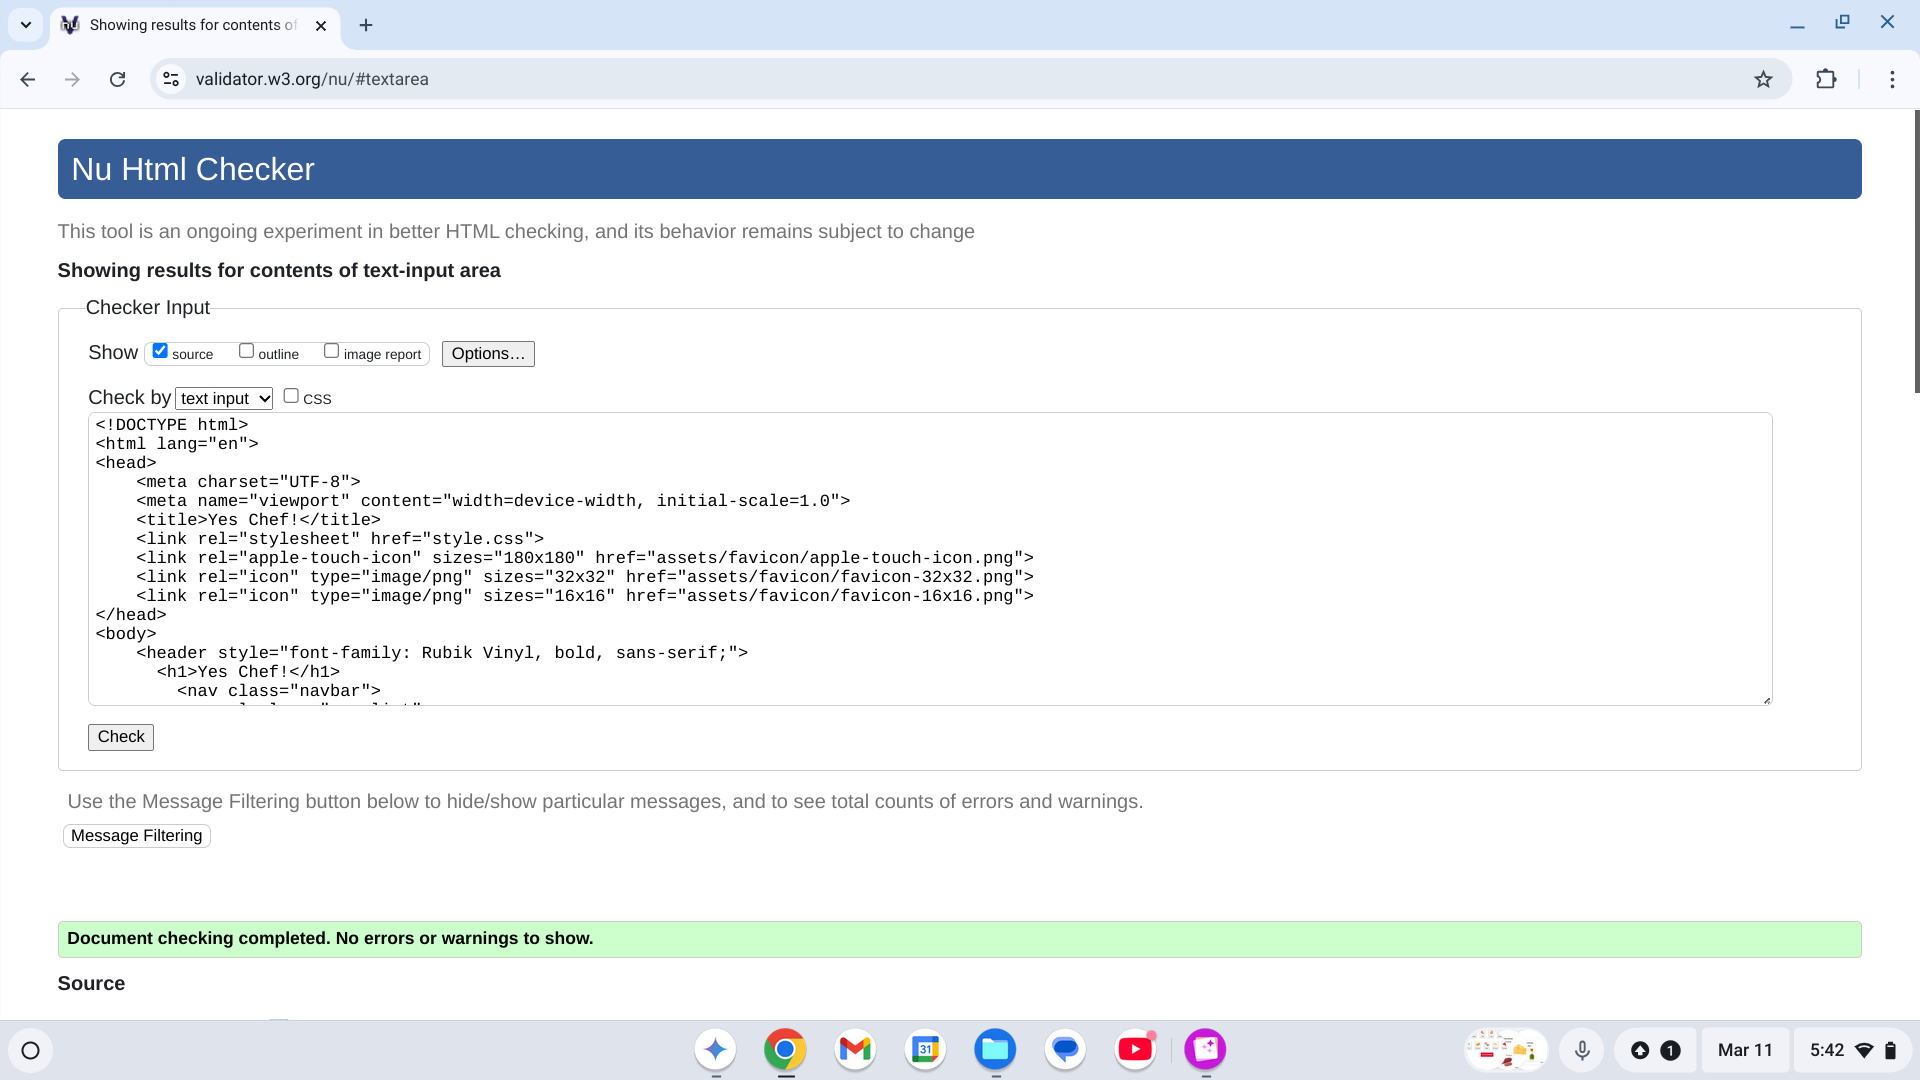 Showing results for contents of
validator.w3.org/nu/#textarea
Nu Html Checker
This tool is an ongoing experiment in better HTML checking, and its behavior remains subject to change
Showing results for contents of text-input area
Checker Input
Show source outline image report Options…
Check by text input CSS
<!DOCTYPE html>
<html lang="en">
<head>
    <meta charset="UTF-8">
    <meta name="viewport" content="width=device-width, initial-scale=1.0">
    <title>Yes Chef!</title>
    <link rel="stylesheet" href="style.css">
    <link rel="apple-touch-icon" sizes="180x180" href="assets/favicon/apple-touch-icon.png">
    <link rel="icon" type="image/png" sizes="32x32" href="assets/favicon/favicon-32x32.png">
    <link rel="icon" type="image/png" sizes="16x16" href="assets/favicon/favicon-16x16.png">
</head>
<body>
    <header style="font-family: Rubik Vinyl, bold, sans-serif;">
      <h1>Yes Chef!</h1>
        <nav class="navbar">
Check
Use the Message Filtering button below to hide/show particular messages, and to see total counts of errors and warnings.
Message Filtering
Document checking completed. No errors or warnings to show.
Source
31
1
Mar 11
5:42